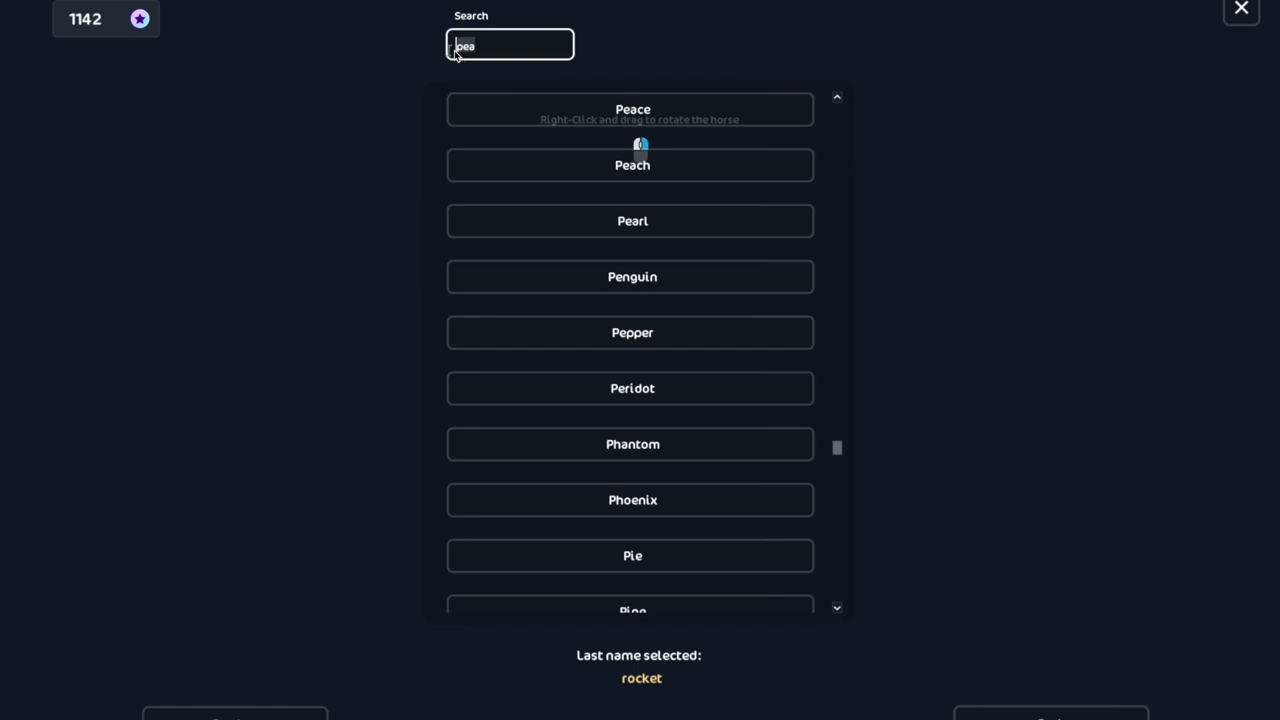 1142
Search
pea
Peace
Right-Click and drag to rotate the horse
Peach
Pearl
Penguin
Pepper
Peridot
Phantom
Phoenix
Pie
Last name selected:
rocket